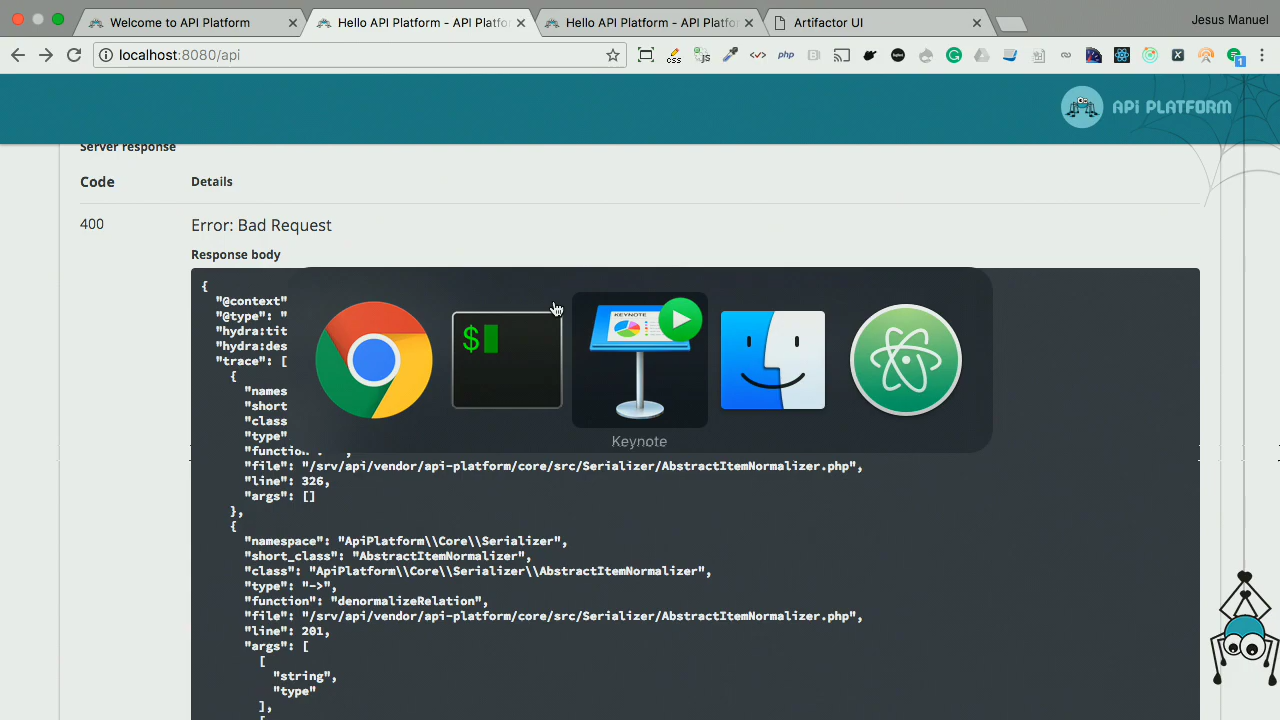 Welcome to API Platform
Hello API Platform - API Platfo
Hello API Platform - API Platfo
Artifactor UI
Jesus Manuel
localhost:8080/api
php
1
API PLATFORM
Server response
Code
Details
400
Error: Bad Request
Response body
{
"@context"
"@type": "
"hydra:tit
"hydra:des
"trace": [
{
"names
"short
"class
"type"
"function": "",
"file": "/srv/api/vendor/api-platform/core/src/Serializer/AbstractItemNormalizer.php",
"line": 326,
"args": []
},
{
"namespace": "ApiPlatform\\Core\\Serializer",
"short_class": "AbstractItemNormalizer",
"class": "ApiPlatform\\Core\\Serializer\\AbstractItemNormalizer",
"type": "->",
"function": "denormalizeRelation",
"file": "/srv/api/vendor/api-platform/core/src/Serializer/AbstractItemNormalizer.php",
"line": 201,
"args": [
[
"string",
"type"
],
[
$
KEYNOTE
Keynote